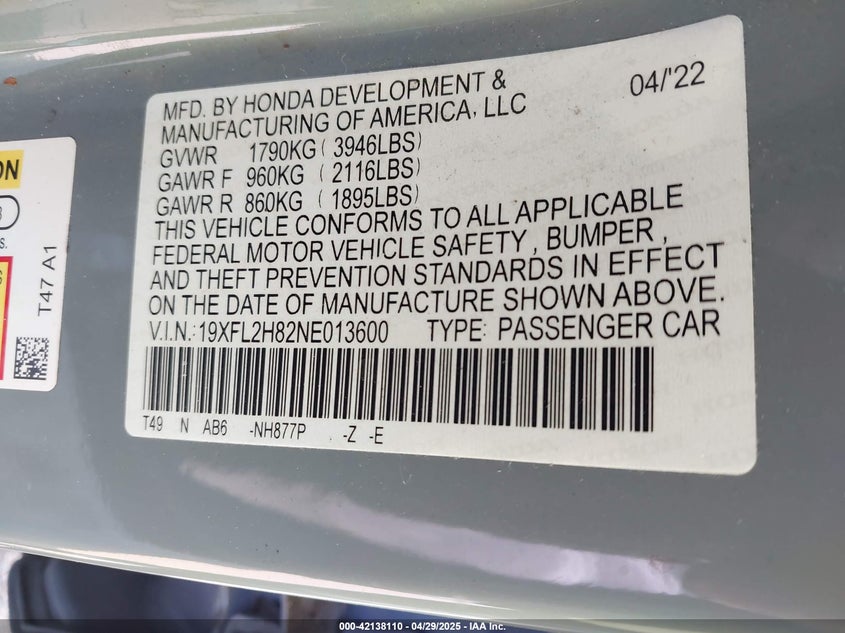 MFD. BY HONDA DEVELOPMENT &
MANUFACTURING OF AMERICA, LLC
04/'22
GVWR 1790KG ( 3946LBS)
GAWR F 960KG ( 2116LBS)
GAWR R 860KG ( 1895LBS)
THIS VEHICLE CONFORMS TO ALL APPLICABLE
FEDERAL MOTOR VEHICLE SAFETY , BUMPER ,
AND THEFT PREVENTION STANDARDS IN EFFECT
ON THE DATE OF MANUFACTURE SHOWN ABOVE.
V.I.N.:19XFL2H82NE013600 TYPE: PASSENGER CAR
T49 N AB6 -NH877P -Z -E
T47 A1
000-42138110 - 04/29/2025 - IAA Inc.